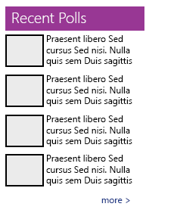 Recent Polls
Praesent libero Sed
cursus Sed nisi. Nulla
quis sem Duis sagittis
Praesent libero Sed
cursus Sed nisi. Nulla
quis sem Duis sagittis
Praesent libero Sed
cursus Sed nisi. Nulla
quis sem Duis sagittis
Praesent libero Sed
cursus Sed nisi. Nulla
quis sem Duis sagittis
more >